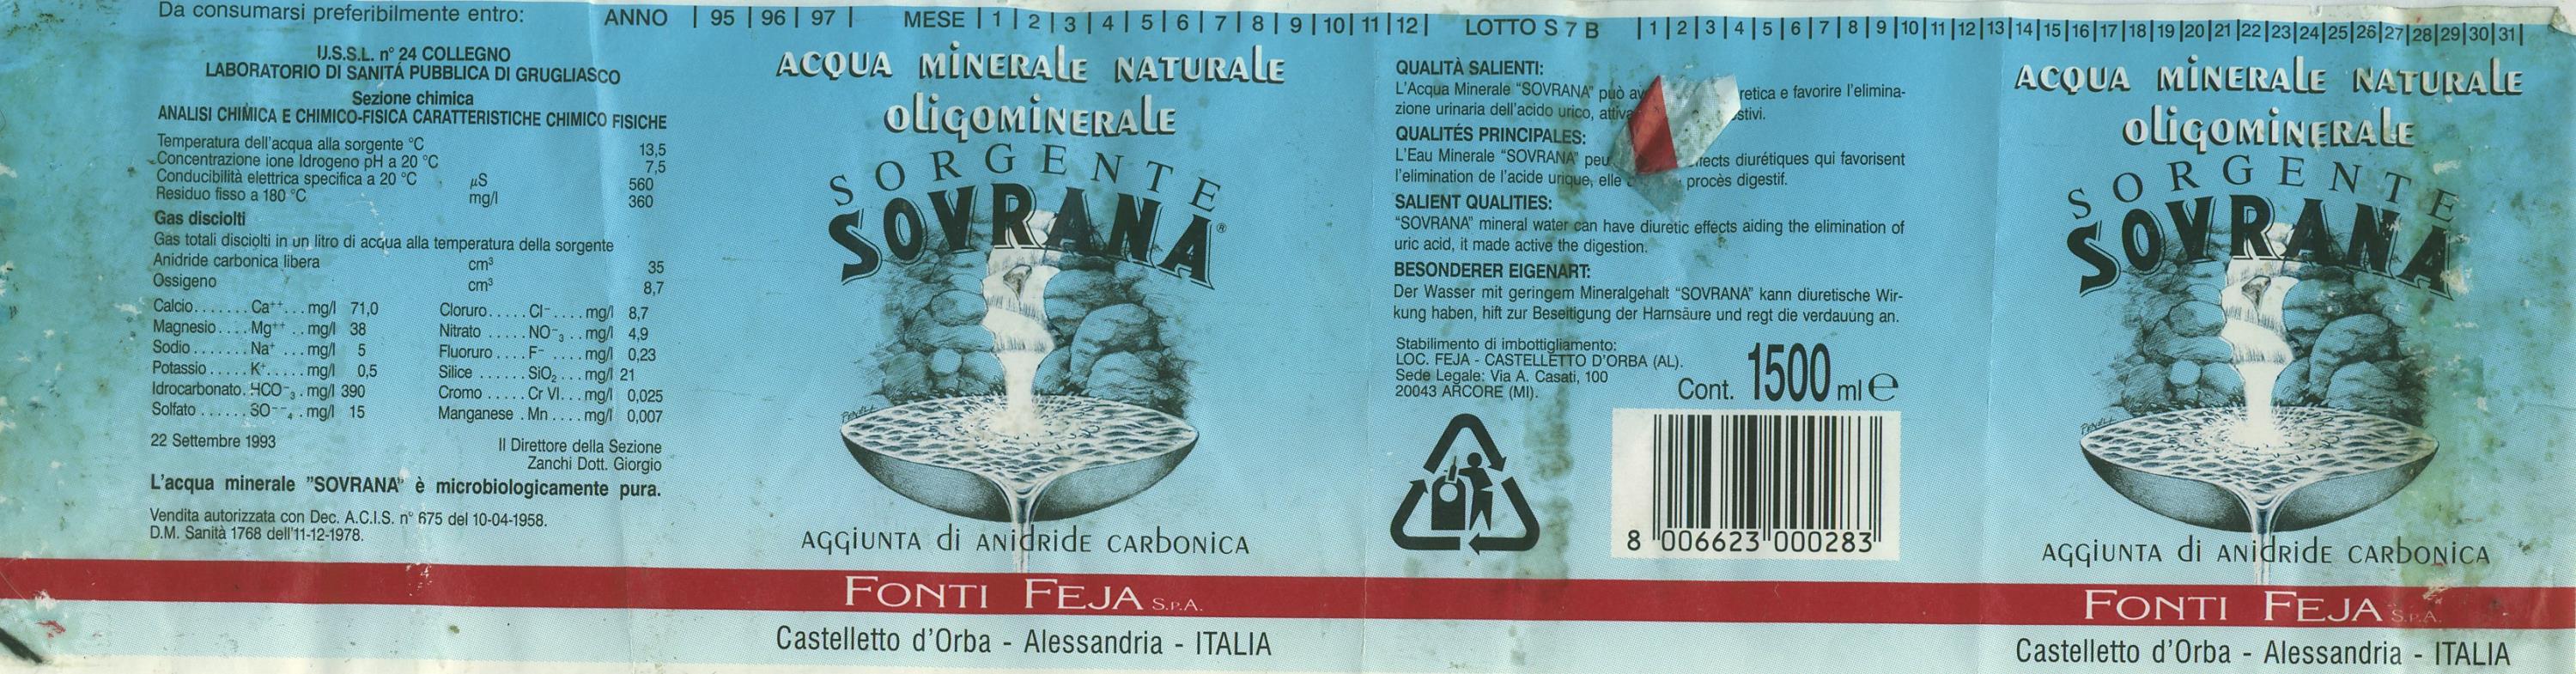 Da consumarsi preferibilmente entro: ANNO | 95 | 96 | 97 | MESE | 1 | 2 | 3 | 4 | 5 | 6 | 7 | 8 | 9 | 10 | 11 | 12 | LOTTO S 7 B | 1 | 2 | 3 | 4 | 5 | 6 | 7 | 8 | 9 | 10 | 11 | 12 | 13 | 14 | 15 | 16 | 17 | 18 | 19 | 20 | 21 | 22 | 23 | 24 | 25 | 26 | 27 | 28 | 29 | 30 | 31 |
U.S.S.L. n° 24 COLLEGNO
LABORATORIO DI SANITÁ PUBBLICA DI GRUGLIASCO
Sezione chimica
ANALISI CHIMICA E CHIMICO-FISICA CARATTERISTICHE CHIMICO FISICHE
Temperatura dell'acqua alla sorgente °C 13,5
Concentrazione ione Idrogeno pH a 20 °C 7,5
Conducibilità elettrica specifica a 20 °C µS 560
Residuo fisso a 180 °C mg/l 360
Gas disciolti
Gas totali disciolti in un litro di acqua alla temperatura della sorgente
Anidride carbonica libera cm³ 35
Ossigeno cm³ 8,7
Calcio....... Ca⁺⁺... mg/l 71,0 Cloruro..... Cl⁻.... mg/l 8,7
Magnesio.... Mg⁺⁺.. mg/l 38 Nitrato ..... NO⁻₃.. mg/l 4,9
Sodio....... Na⁺ ... mg/l 5 Fluoruro.... F⁻ .... mg/l 0,23
Potassio..... K⁺..... mg/l 0,5 Silice ...... SiO₂... mg/l 21
Idrocarbonato. HCO⁻₃. mg/l 390 Cromo ..... Cr VI... mg/l 0,025
Solfato ...... SO⁻⁻₄.. mg/l 15 Manganese . Mn .... mg/l 0,007
22 Settembre 1993 Il Direttore della Sezione
Zanchi Dott. Giorgio
L'acqua minerale "SOVRANA" è microbiologicamente pura.
Vendita autorizzata con Dec. A.C.I.S. n° 675 del 10-04-1958.
D.M. Sanità 1768 dell'11-12-1978.
ACQUA MINERALE NATURALE
OLIGOMINERALE
SORGENTE
SOVRANA®
AGGIUNTA di ANIDRIDE CARBONICA
FONTI FEJA S.P.A.
Castelletto d'Orba - Alessandria - ITALIA
QUALITÀ SALIENTI:
L'Acqua Minerale "SOVRANA" può av retica e favorire l'elimina-
zione urinaria dell'acido urico, attiva stivi.
QUALITÉS PRINCIPALES:
L'Eau Minerale "SOVRANA" peu fects diurétiques qui favorisent
l'elimination de l'acide urique, elle procès digestif.
SALIENT QUALITIES:
"SOVRANA" mineral water can have diuretic effects aiding the elimination of
uric acid, it made active the digestion.
BESONDERER EIGENART:
Der Wasser mit geringem Mineralgehalt "SOVRANA" kann diuretische Wir-
kung haben, hift zur Beseitigung der Harnsäure und regt die verdauung an.
Stabilimento di imbottigliamento:
LOC. FEJA - CASTELLETTO D'ORBA (AL).
Sede Legale: Via A. Casati, 100
20043 ARCORE (MI).
Cont. 1500 ml e
8 006623 000283
ACQUA MINERALE NATURALE
OLIGOMINERALE
SORGENTE
SOVRANA
AGGIUNTA di ANIDRIDE CARBONICA
FONTI FEJA S.P.A.
Castelletto d'Orba - Alessandria - ITALIA